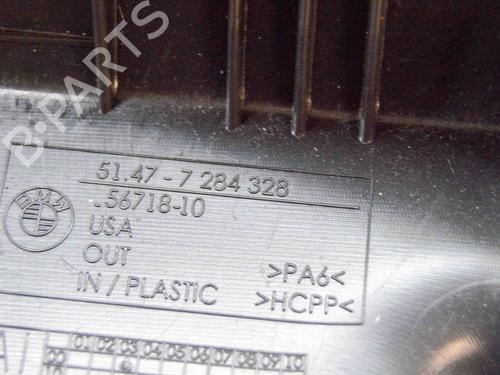 B-PARTS
51.47 - 7 284 328
56718-10
BMW
USA
OUT
>PA6<
IN / PLASTIC >HCPP<
01 02 03 04 05 06 07 08 09 10